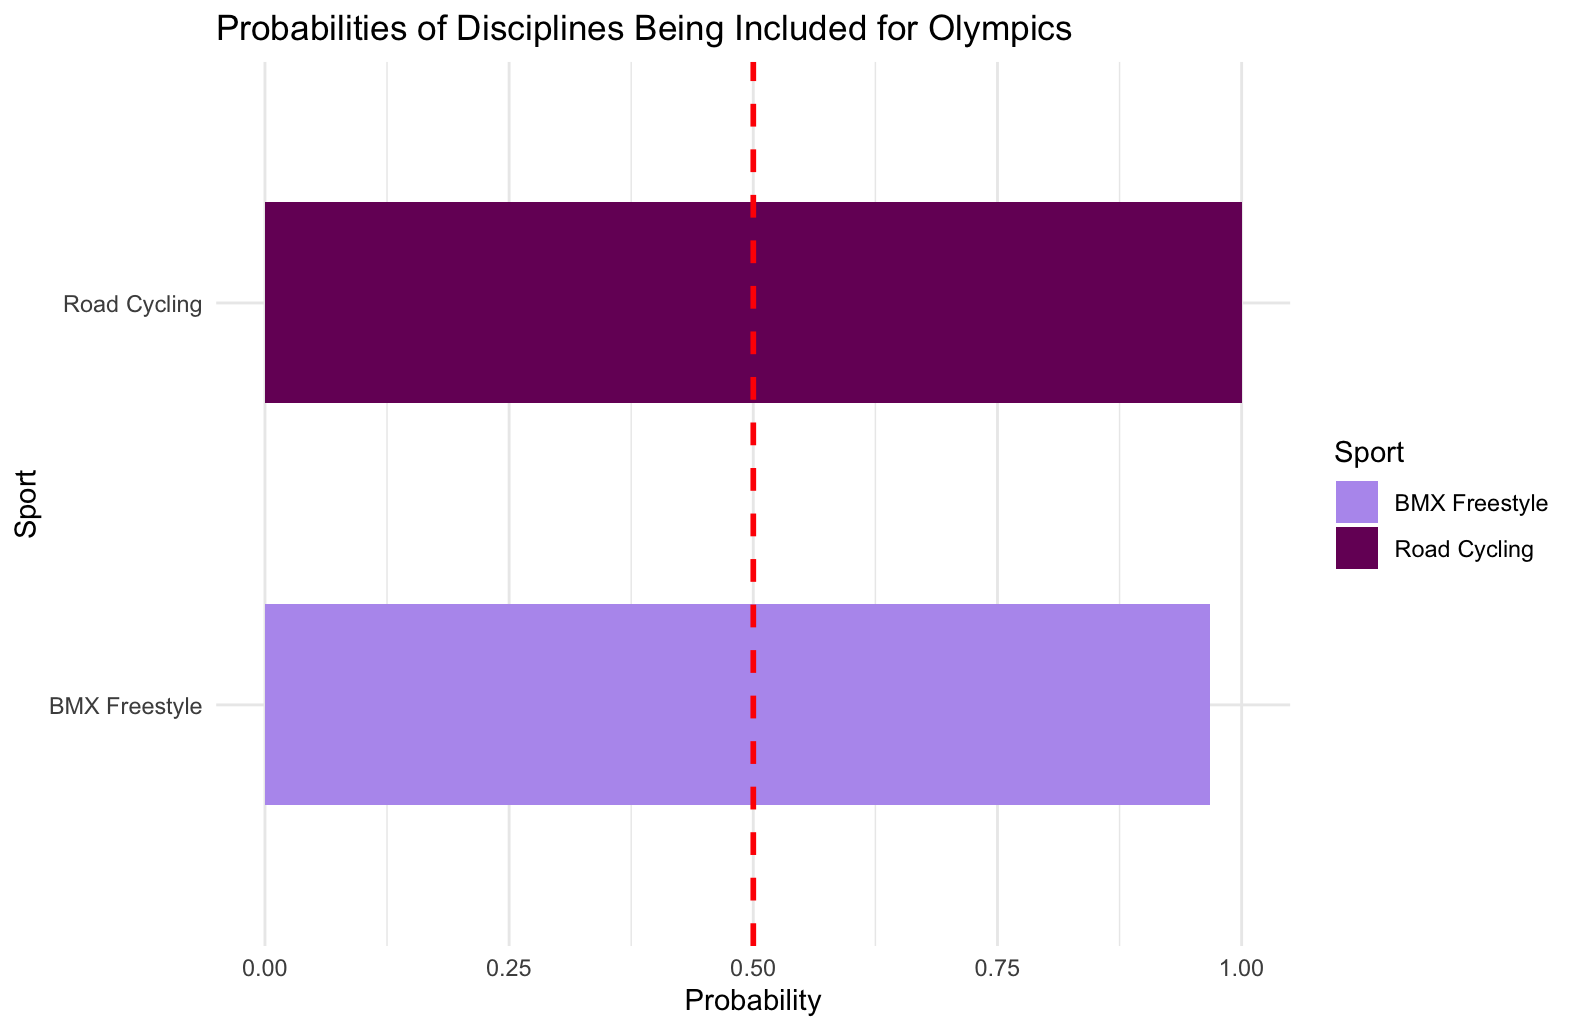 Probabilities of Disciplines Being Included for Olympics
Road Cycling
BMX Freestyle
Sport
0.00 0.25 0.50 0.75 1.00
Probability
Sport
BMX Freestyle
Road Cycling